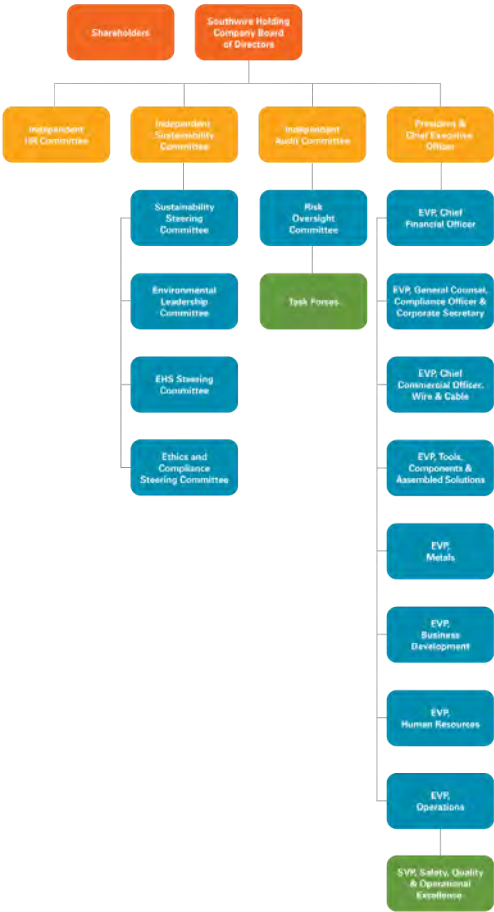 Shareholders
Southwire Holding
Company Board
of Directors
Independent
HR Committee
Independent
Sustainability
Committee
Independent
Audit Committee
President &
Chief Executive
Officer
Sustainability
Steering
Committee
Risk
Oversight
Committee
EVP, Chief
Financial Officer
Environmental
Leadership
Committee
Task Forces
EVP, General Counsel,
Compliance Officer &
Corporate Secretary
EHS Steering
Committee
EVP, Chief
Commercial Officer,
Wire & Cable
Ethics and
Compliance
Steering Committee
EVP, Tools,
Components &
Assembled Solutions
EVP,
Metals
EVP,
Business
Development
EVP,
Human Resources
EVP,
Operations
SVP, Safety, Quality
& Operational
Excellence